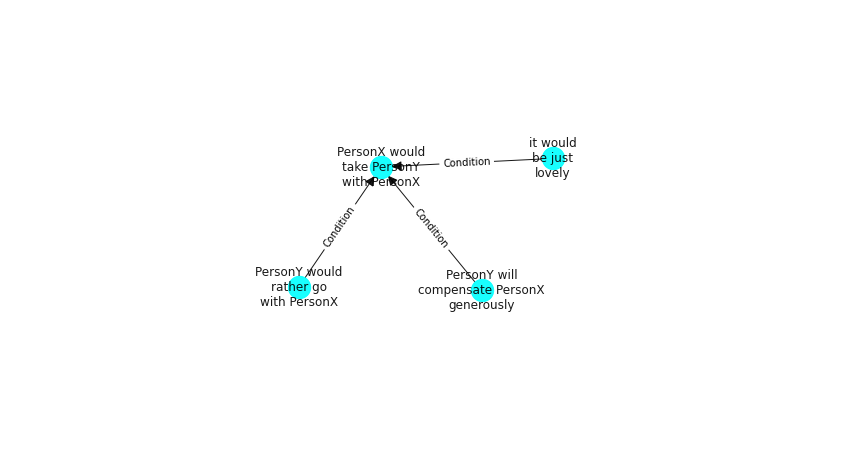 PersonX would
take PersonY
with PersonX
it would
be just
lovely
Condition
Condition
Condition
PersonY would
rather go
with PersonX
PersonY will
compensate PersonX
generously